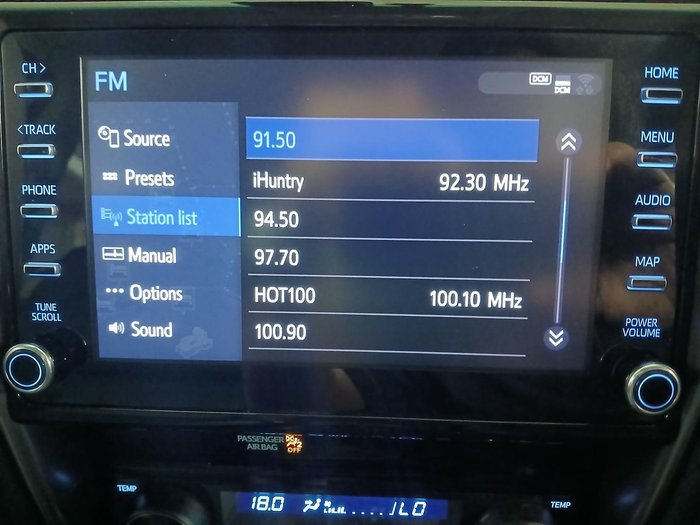 FM
DCM
DCM
CH >
<TRACK
PHONE
APPS
TUNE
SCROLL
Source
Presets
Station list
Manual
Options
Sound
91.50
iHuntry 92.30 MHz
94.50
97.70
HOT100 100.10 MHz
100.90
HOME
MENU
AUDIO
MAP
POWER
VOLUME
PASSENGER
AIR BAG
OFF
TEMP
18.0
LO
TEMP